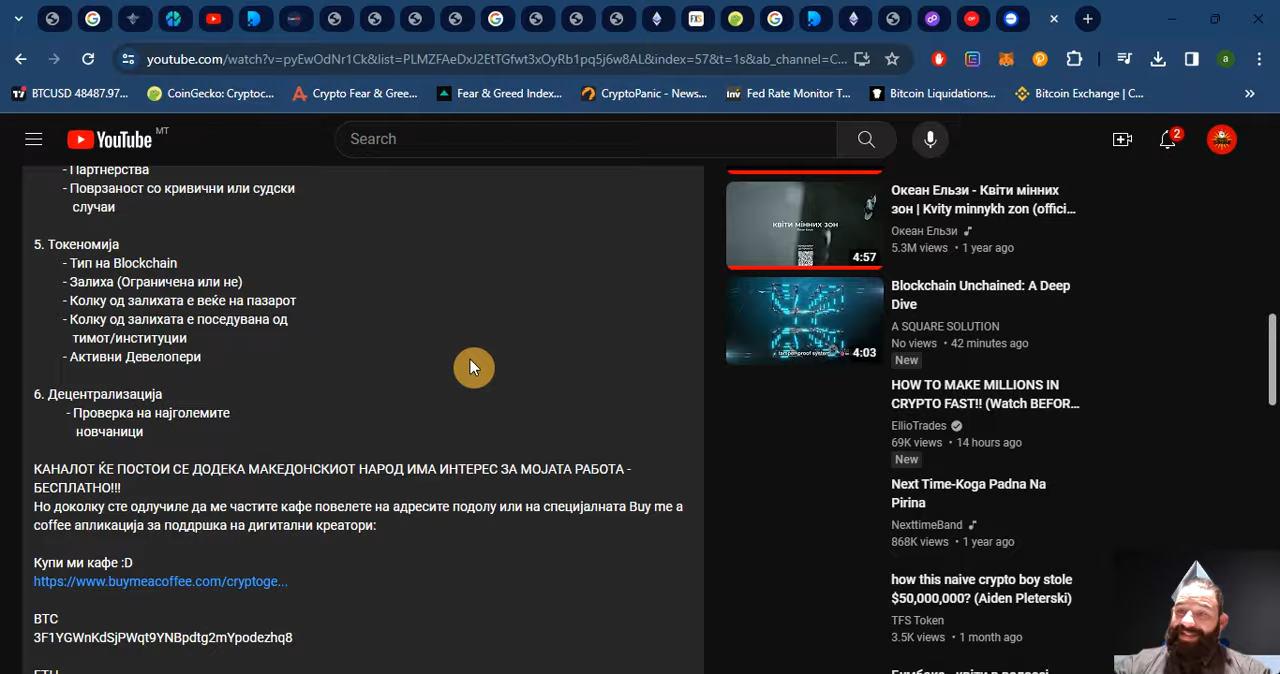 youtube.com/watch?v=pyEwOdNr1Ck&list=PLMZFAeDxJ2EtTGfwt3xOyRb1pq5j6w8AL&index=57&t=1s&ab_channel=C...
BTCUSD 48487.97...
CoinGecko: Cryptoc...
Crypto Fear & Gree...
Fear & Greed Index...
CryptoPanic - News...
Fed Rate Monitor T...
Bitcoin Liquidations...
Bitcoin Exchange | C...
YouTube MT
Search
2
- Партнерства
- Поврзаност со кривични или судски
случаи
5. Токеномија
- Тип на Blockchain
- Залиха (Ограничена или не)
- Колку од залихата е веќе на пазарот
- Колку од залихата е поседувана од
тимот/институции
- Активни Девелопери
6. Децентрализација
- Проверка на најголемите
новчаници
КАНАЛОТ ЌЕ ПОСТОИ СЕ ДОДЕКА МАКЕДОНСКИОТ НАРОД ИМА ИНТЕРЕС ЗА МОЈАТА РАБОТА -
БЕСПЛАТНО!!!
Но доколку сте одлучиле да ме частите кафе повелете на адресите подолу или на специјалната Buy me a
coffee апликација за поддршка на дигитални креатори:
Купи ми кафе :D
https://www.buymeacoffee.com/cryptoge...
BTC
3F1YGWnKdSjPWqt9YNBpdtg2mYpodezhq8
ETH
КВІТИ МІННИХ ЗОН
4:57
Океан Ельзи - Квіти мінних
зон | Kvity minnykh zon (offici...
Океан Ельзи
5.3M views • 1 year ago
4:03
Blockchain Unchained: A Deep
Dive
A SQUARE SOLUTION
No views • 42 minutes ago
New
HOW TO MAKE MILLIONS IN
CRYPTO FAST!! (Watch BEFOR...
EllioTrades
69K views • 14 hours ago
New
Next Time-Koga Padna Na
Pirina
NexttimeBand
868K views • 1 year ago
how this naive crypto boy stole
$50,000,000? (Aiden Pleterski)
TFS Token
3.5K views • 1 month ago